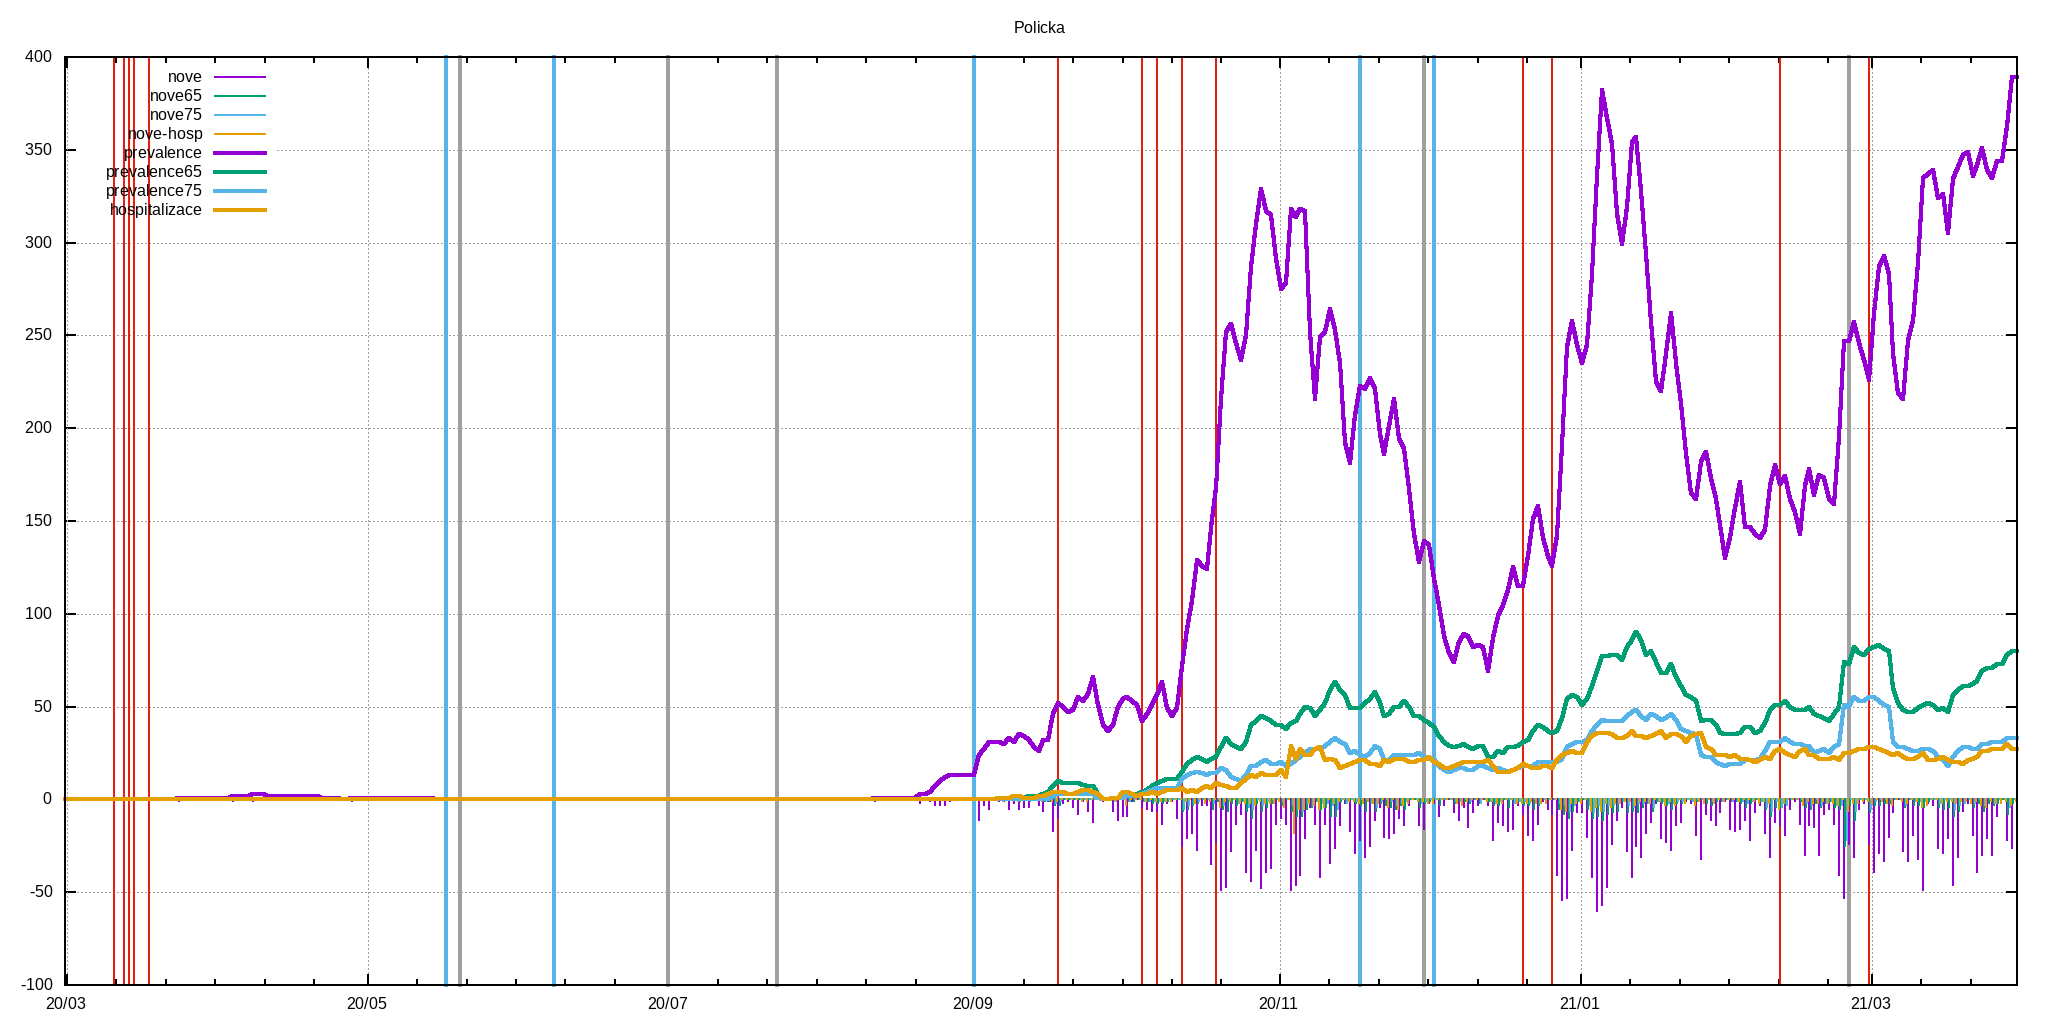 Policka
400
350
300
250
200
150
100
50
0
-50
-100
nove
nove65
nove75
nove-hosp
prevalence
prevalence65
prevalence75
hospitalizace
20/03 20/05 20/07 20/09 20/11 21/01 21/03